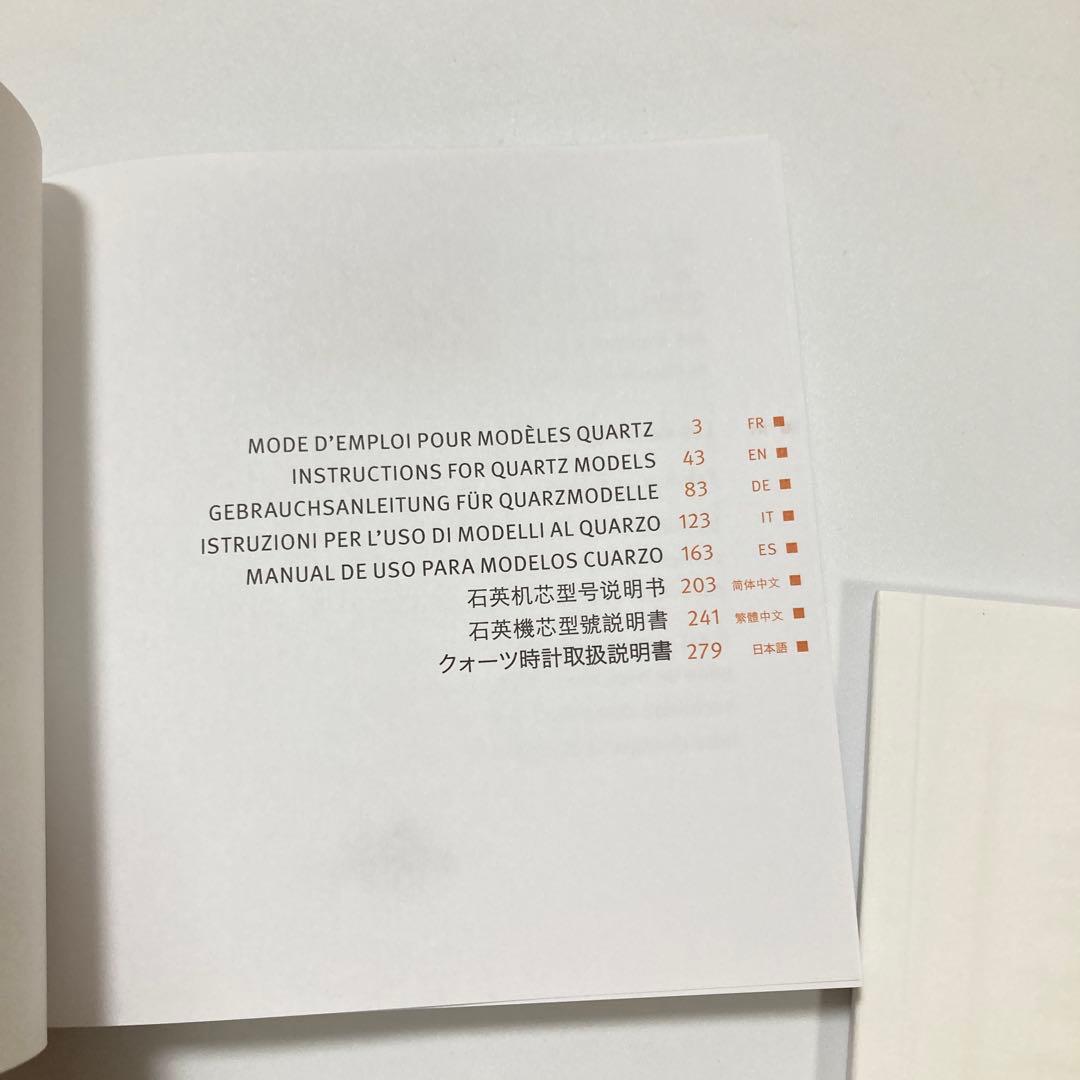 MODE D'EMPLOI POUR MODÈLES QUARTZ 3 FR
INSTRUCTIONS FOR QUARTZ MODELS 43 EN
GEBRAUCHSANLEITUNG FÜR QUARZMODELLE 83 DE
ISTRUZIONI PER L'USO DI MODELLI AL QUARZO 123 IT
MANUAL DE USO PARA MODELOS CUARZO 163 ES
石英机芯型号说明书 203 简体中文
石英機芯型號説明書 241 繁體中文
クォーツ時計取扱説明書 279 日本語